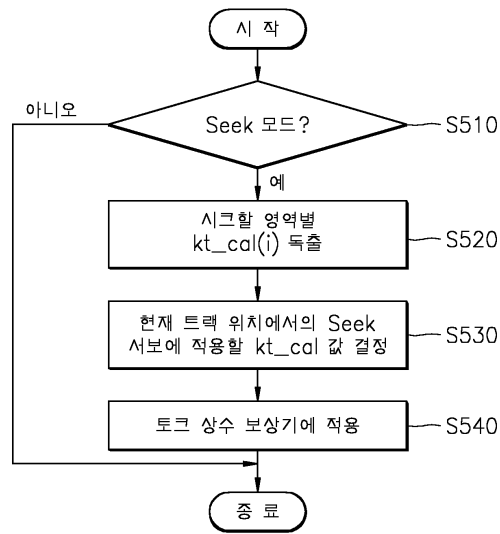 시 작
아니오
Seek 모드?
S510
예
시크할 영역별
kt_cal(i) 독출
S520
현재 트랙 위치에서의 Seek
서보에 적용할 kt_cal 값 결정
S530
토크 상수 보상기에 적용
S540
종 료